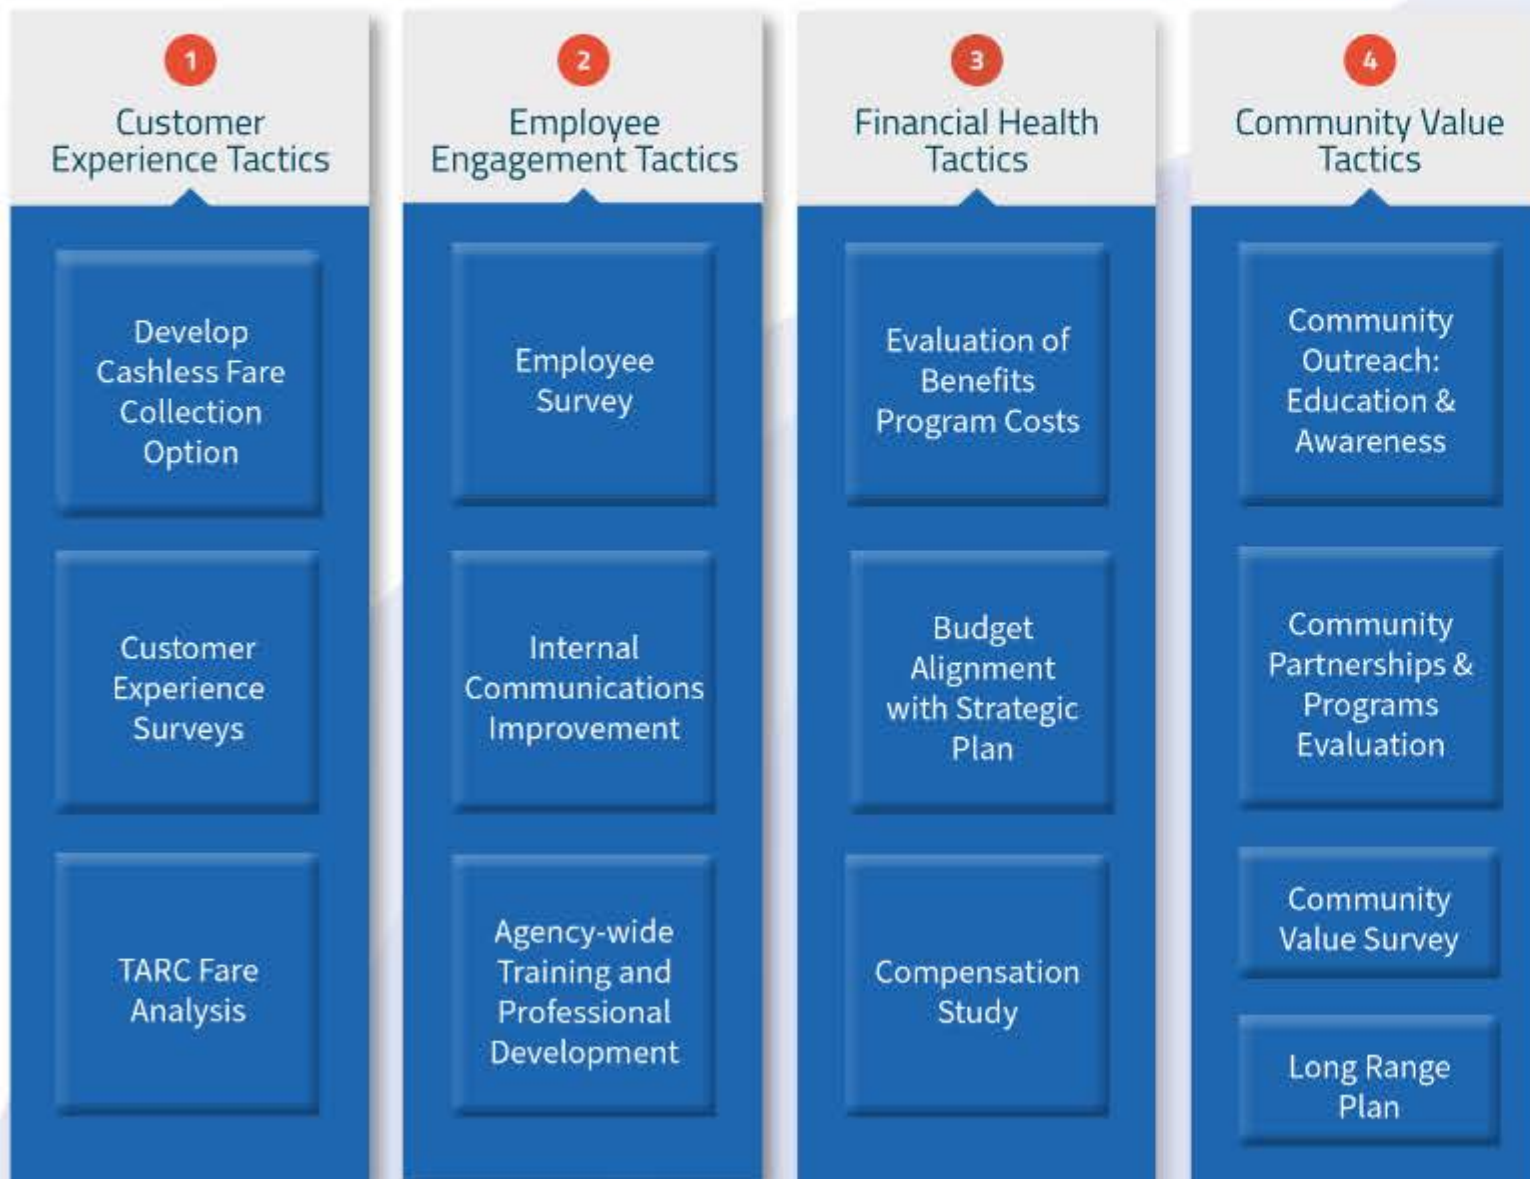 1
Customer
Experience Tactics
Develop
Cashless Fare
Collection
Option
Customer
Experience
Surveys
TARC Fare
Analysis
2
Employee
Engagement Tactics
Employee
Survey
Internal
Communications
Improvement
Agency-wide
Training and
Professional
Development
3
Financial Health
Tactics
Evaluation of
Benefits
Program Costs
Budget
Alignment
with Strategic
Plan
Compensation
Study
4
Community Value
Tactics
Community
Outreach:
Education &
Awareness
Community
Partnerships &
Programs
Evaluation
Community
Value Survey
Long Range
Plan